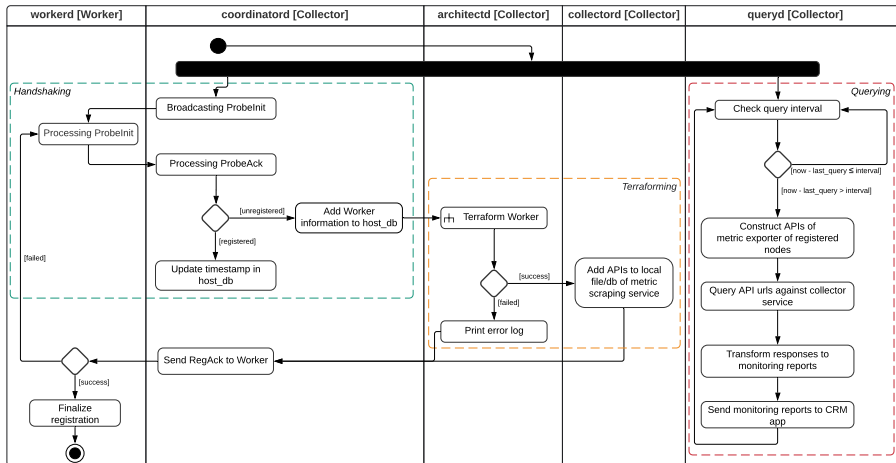 workerd [Worker]
coordinatord [Collector]
architectd [Collector]
collectord [Collector]
queryd [Collector]
Handshaking
Broadcasting ProbeInit
Processing ProbeInit
Processing ProbeAck
[unregistered]
Add Worker
information to host_db
[registered]
Update timestamp in
host_db
[failed]
Terraforming
Terraform Worker
[success]
[failed]
Add APIs to local
file/db of metric
scraping service
Print error log
Send RegAck to Worker
[success]
Finalize
registration
Querying
Check query interval
[now - last_query ≤ interval]
[now - last_query > interval]
Construct APIs of
metric exporter of registered
nodes
Query API urls against collector
service
Transform responses to
monitoring reports
Send monitoring reports to CRM
app